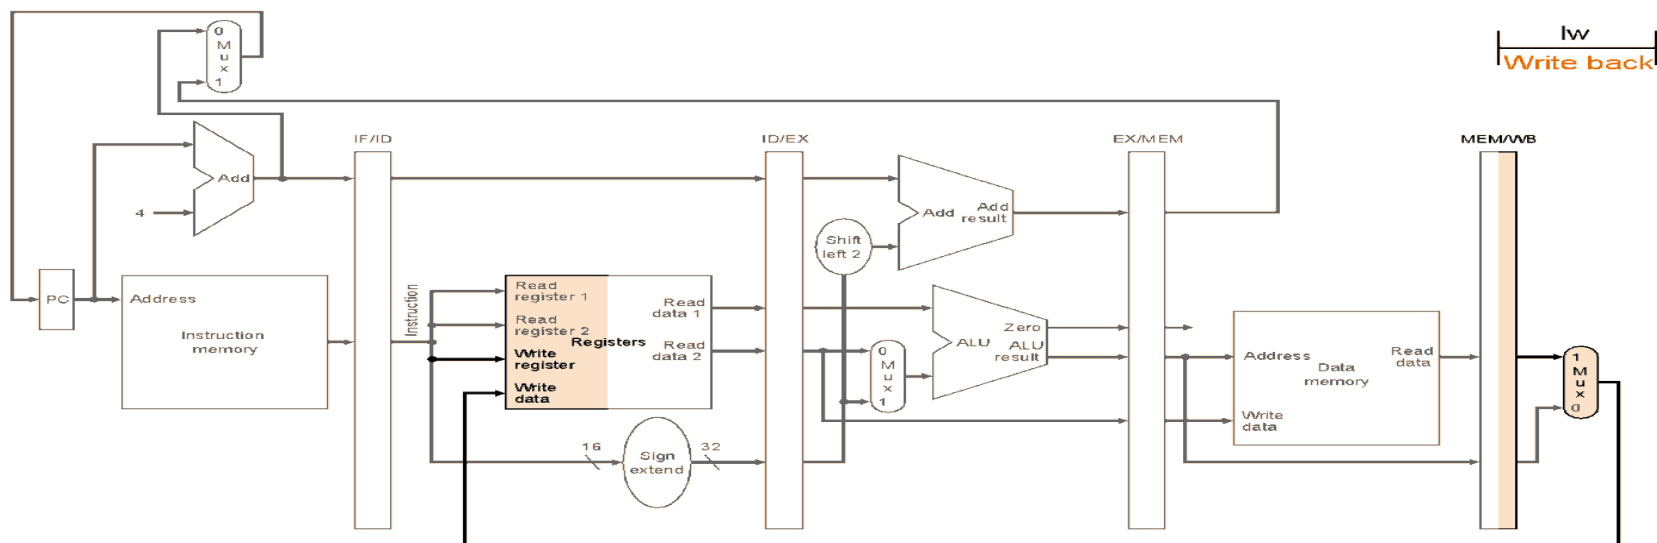 lw
Write back
0
M
u
x
1
IF/ID
ID/EX
EX/MEM
MEM/WB
Add
4
Add
Add
result
Shift
left 2
PC
Address
Instruction
memory
Instruction
Read
register 1
Read
register 2
Write
register
Write
data
Registers
Read
data 1
Read
data 2
0
M
u
x
1
Zero
ALU
ALU
result
Address
Read
data
Data
memory
Write
data
1
M
u
x
0
16
Sign
extend
32